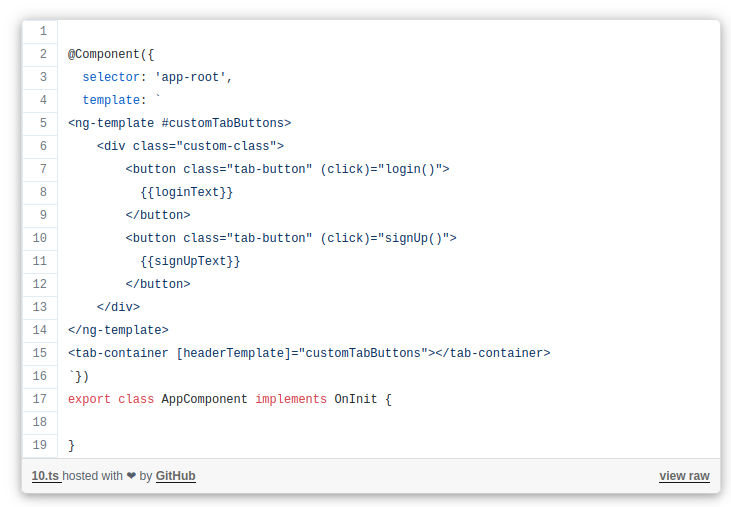 1
2 @Component({
3   selector: 'app-root',
4   template: `
5 <ng-template #customTabButtons>
6     <div class="custom-class">
7         <button class="tab-button" (click)="login()">
8           {{loginText}}
9         </button>
10         <button class="tab-button" (click)="signUp()">
11           {{signUpText}}
12         </button>
13     </div>
14 </ng-template>
15 <tab-container [headerTemplate]="customTabButtons"></tab-container>
16 `})
17 export class AppComponent implements OnInit {
18
19 }
10.ts hosted with ❤ by GitHub view raw